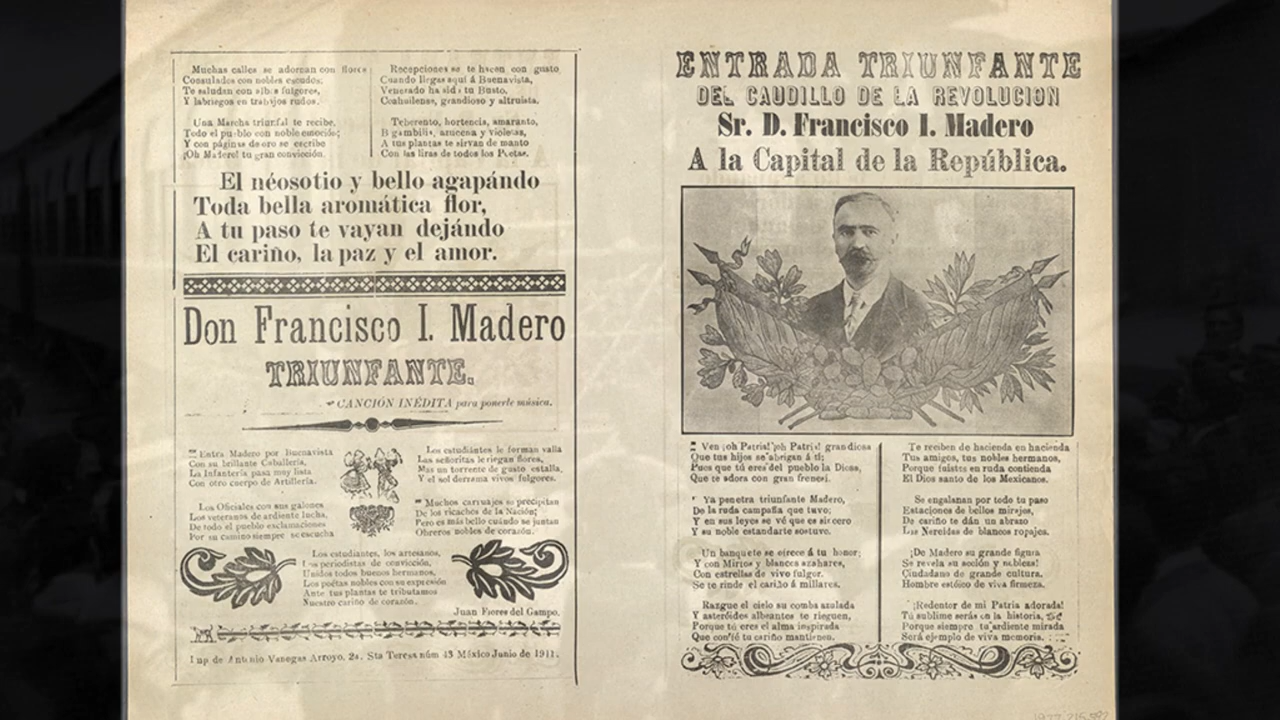 Muchas calles se adornan con flores
Consulados con nobles escudos;
Te saludan con albos fulgores,
Y labriegos en trabajos rudos.
Una Marcha triunfal te recibe,
Todo el pueblo con noble emoción;
Y con páginas de oro se escribe
¡Oh Madero! tu gran convicción.
Recepciones se te hacen con gusto
Cuando llegas aquí á Buenavista,
Venerado ha sido tu Busto,
Coahuilense, grandioso y altruista.
Teberento, hortencia, amaranto,
B gambilia, azucena y violetas,
A tus plantas te sirvan de manto
Con las liras de todos los Poetas.
El néosotio y bello agapándo
Toda bella aromática flor,
A tu paso te vayan dejándo
El cariño, la paz y el amor.
Don Francisco I. Madero
TRIUNFANTE.
CANCIÓN INÉDITA para ponerle música.
Entra Madero por Buenavista
Con su brillante Caballería,
La Infantería pasa muy lista
Con otro cuerpo de Artillería.
Los Oficiales con sus galones
Los veteranos de ardiente lucha,
De todo el pueblo esclamaciones
Por su camino siempre se escucha
Los estudiantes le forman valla
Las señoritas le riegan flores,
Mas un torrente de gusto estalla,
Y el sol derrama vivos fulgores.
Muchos carruajes se precipitan
De los ricachos de la Nación;
Pero es más bello cuándo se juntan
Obreros nobles de corazón.
Los estudiantes, los artesanos,
Los periodistas de convicción,
Unidos todos buenos hermanos,
Los poétas nobles con su expresión
Ante tus plantas te tributamos
Nuestro cariño de corazón.
Juan Flores del Campo.
Imp de Antonio Vanegas Arroyo, 2a. Sta Teresa núm 43 México Junio de 1911.
ENTRADA TRIUNFANTE
DEL CAUDILLO DE LA REVOLUCION
Sr. D. Francisco I. Madero
A la Capital de la República.
Ven ¡oh Patria! ¡oh Patria! grandiosa
Que tus hijos se abrigan á tí;
Pues que tú eres del pueblo la Diosa,
Que te adora con gran frenesí.
Ya penetra triunfante Madero,
De la ruda campaña que tuvo;
Y en sus leyes se vé que es sincero
Y su noble estandarte sostuvo.
Un banquete se ofrece á tu honor;
Y con Mirtos y blancos azahares,
Con estrellas de vivo fulgor.
Se te rinde el cariño á millares.
Razgue el cielo su comba azulada
Y asteróides albeantes te rieguen,
Porque tú eres el alma inspirada
Que con fé tu cariño mantienen.
Te reciben de hacienda en hacienda
Tus amigos, tus nobles hermanos,
Porque fuistes en ruda contienda
El Dios santo de los Mexicanos.
Se engalanan por todo tu paso
Estaciones de bellos mirajes,
De cariño te dán un abrazo
Las Nereidas de blancos ropajes.
¡De Madero su grande figura
Se revela su acción y nobleza!
Ciudadano de grande cultura.
Hombre estóico de viva firmeza.
¡Redentor de mi Patria adorada!
Tú sublime serás en la historia,
Porque siempre tu ardiente mirada
Será ejemplo de viva memoria.